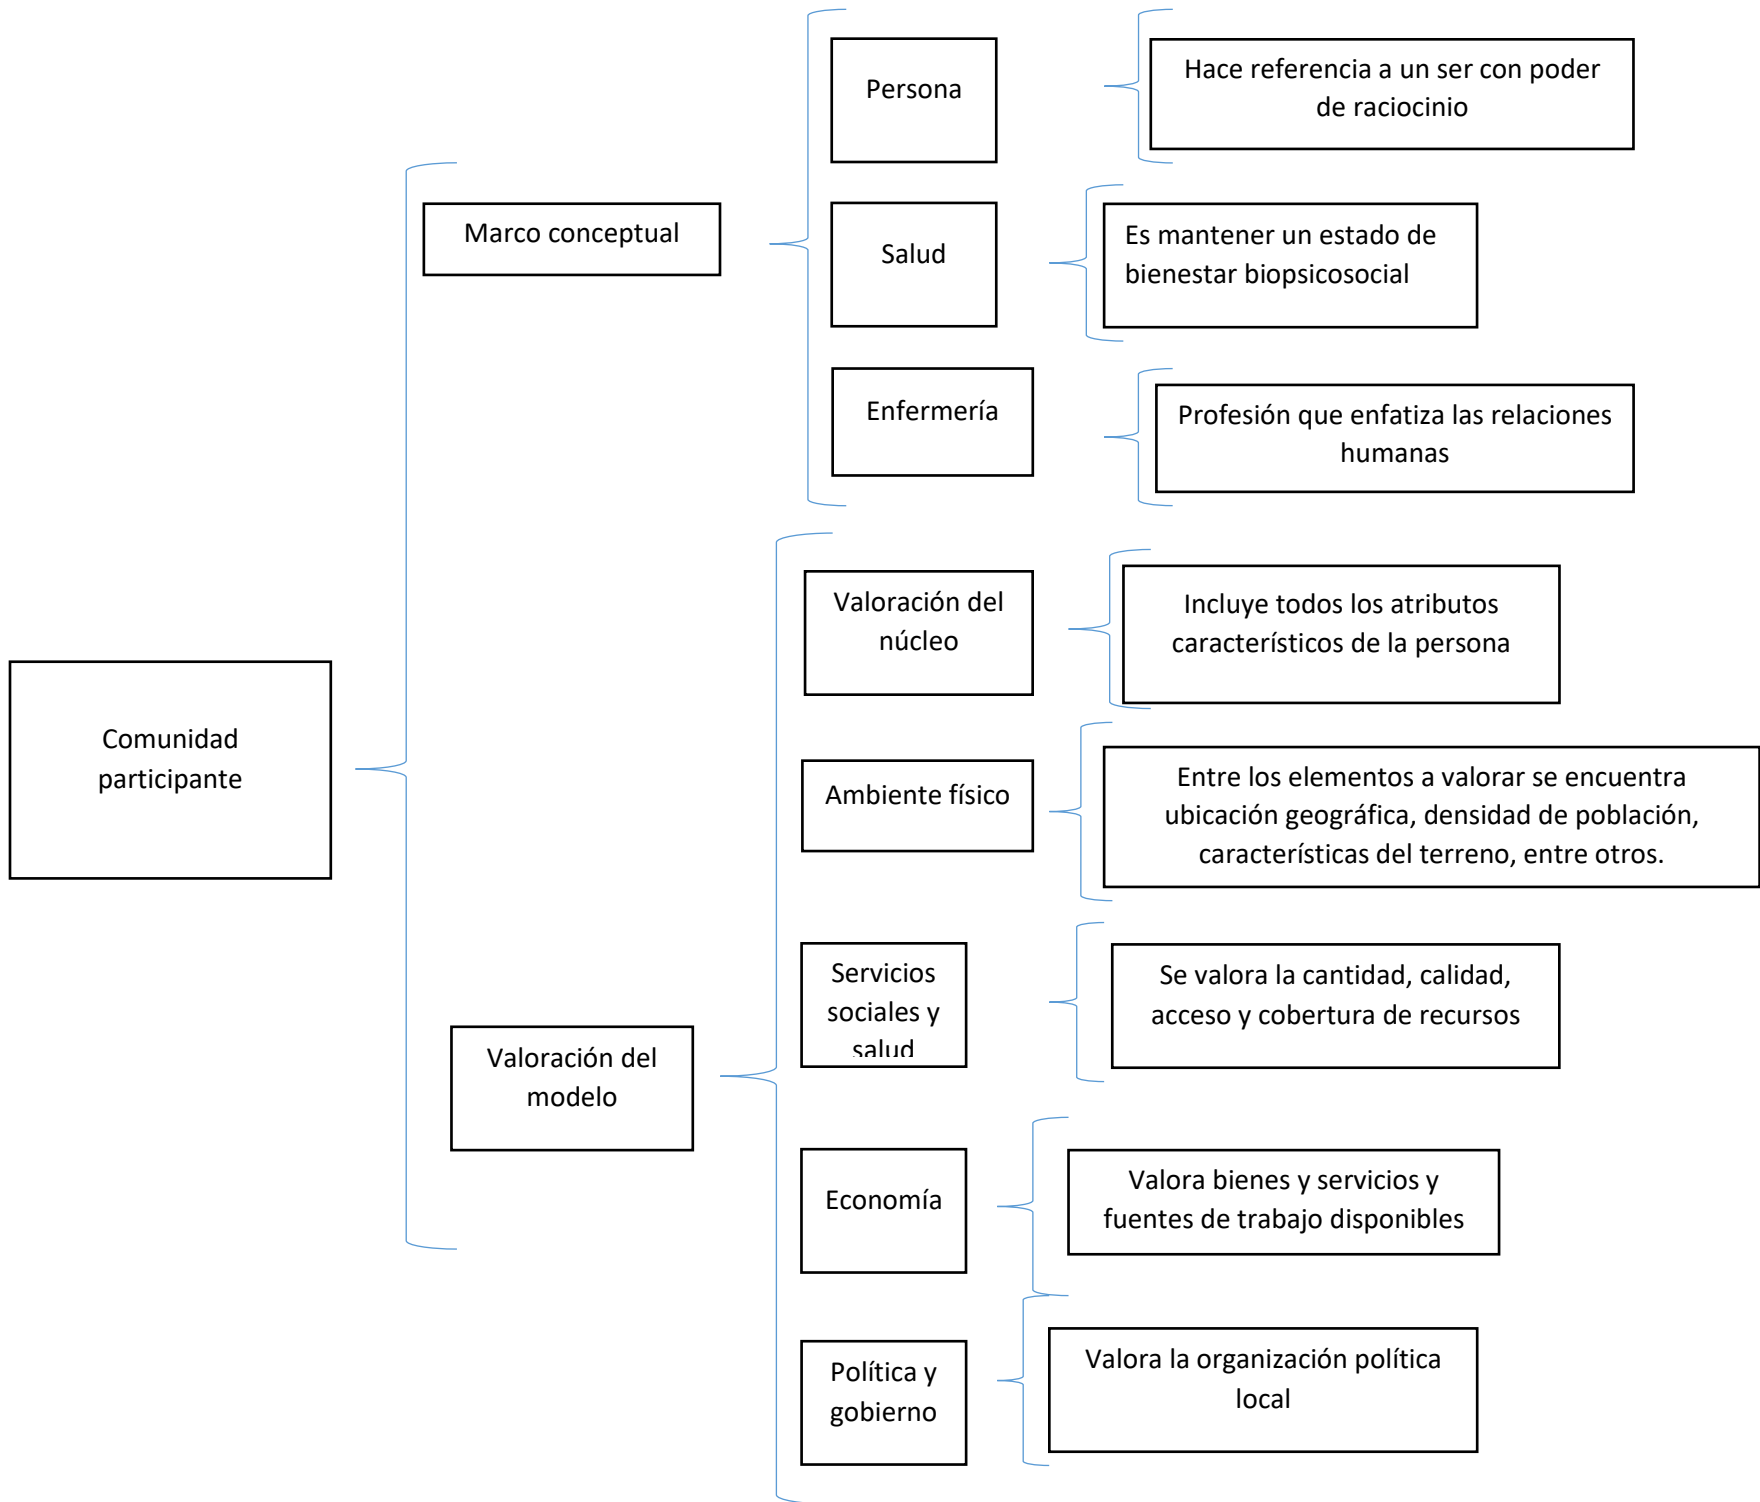 Comunidad
participante
Marco conceptual
Persona
Hace referencia a un ser con poder
de raciocinio
Salud
Es mantener un estado de
bienestar biopsicosocial
Enfermería
Profesión que enfatiza las relaciones
humanas
Valoración del
modelo
Valoración del
núcleo
Incluye todos los atributos
característicos de la persona
Ambiente físico
Entre los elementos a valorar se encuentra
ubicación geográfica, densidad de población,
características del terreno, entre otros.
Servicios
sociales y
salud
Se valora la cantidad, calidad,
acceso y cobertura de recursos
Economía
Valora bienes y servicios y
fuentes de trabajo disponibles
Política y
gobierno
Valora la organización política
local